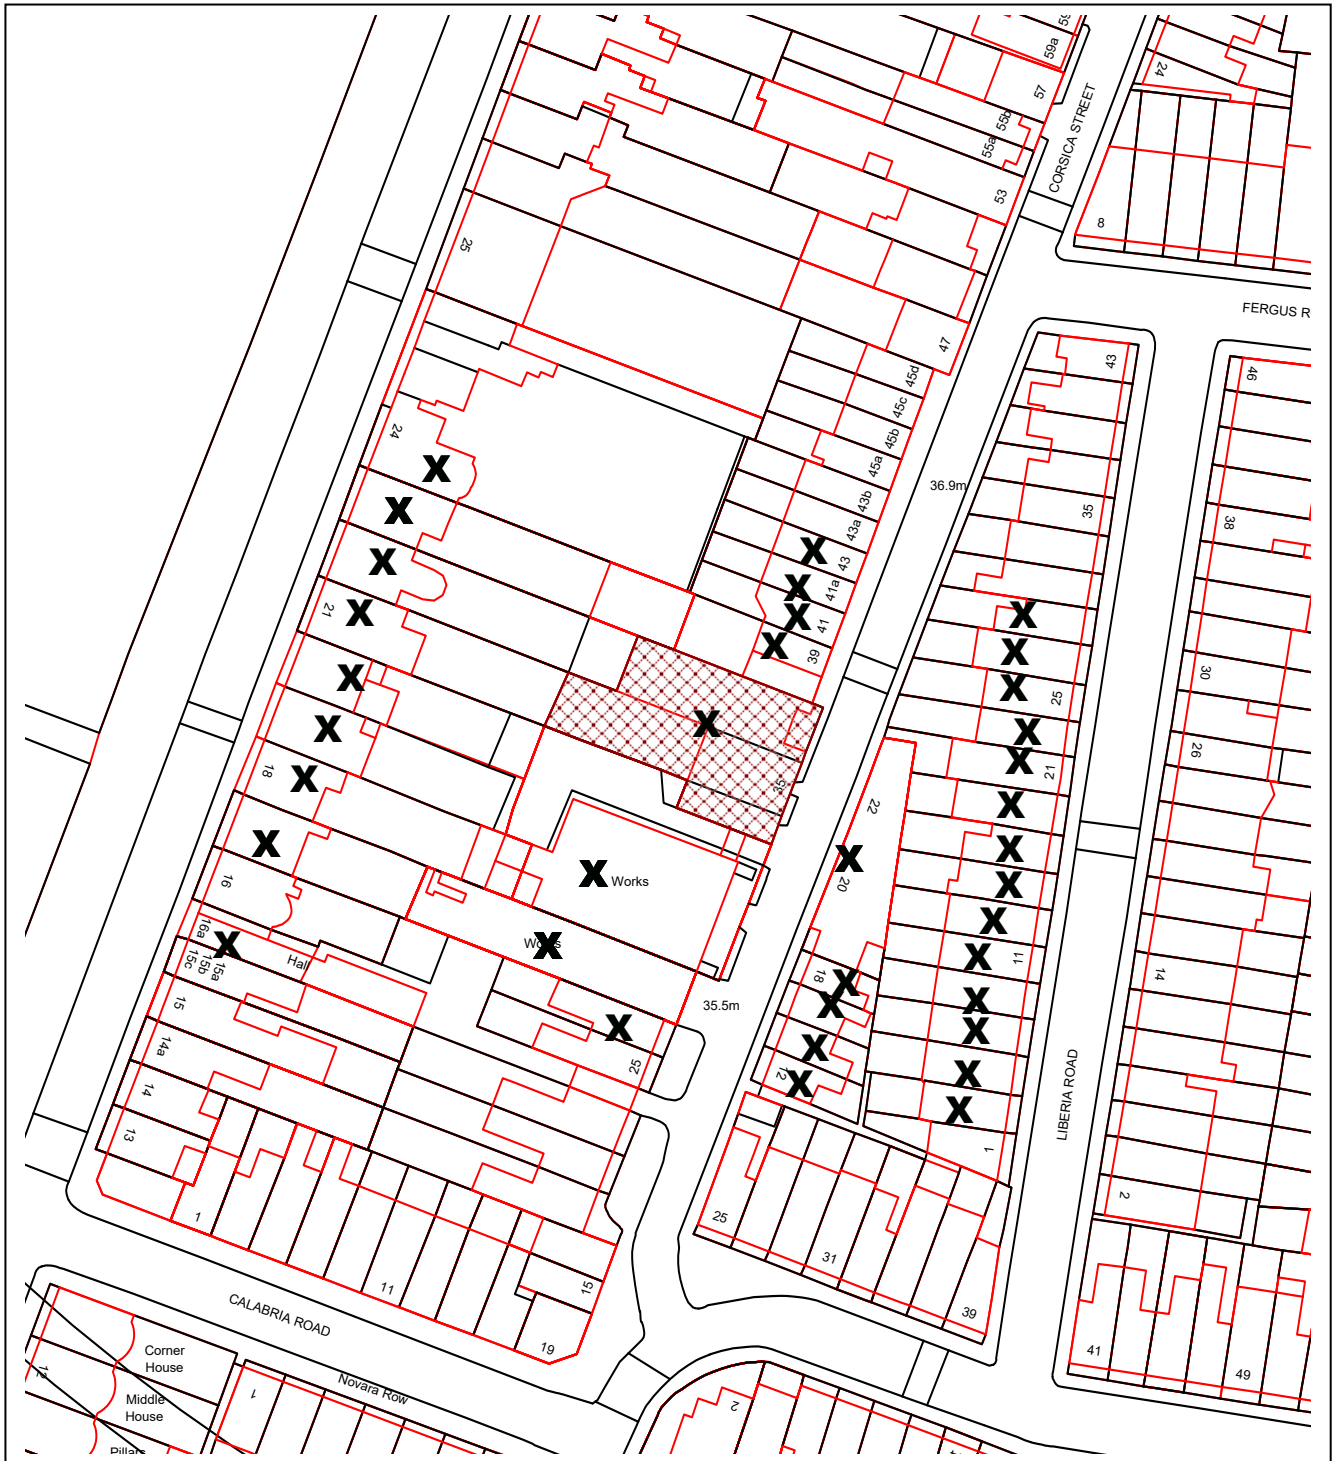 59
59a
57
55b
55a
53
CORSICA STREET
24
8
FERGUS R
25
47
45d
45c
45b
45a
43b
43a
43
41a
41
39
36.9m
43
35
46
38
30
26
14
2
24
X
X
X
X
21
X
X
X
18
X
16
16a
X
15c
15b
15a
Hall
15
14a
14
13
X
X
X
X
X
35
X
Works
X
Works
X
25
35.5m
22
X
20
X
18
X
X
X
12
X
X
X
25
X
X
21
X
X
X
X
X
11
X
X
X
X
1
LIBERIA ROAD
1
11
15
19
25
31
39
41
49
CALABRIA ROAD
Corner
House
Middle
House
Pillars
12
1
Novara Row
2